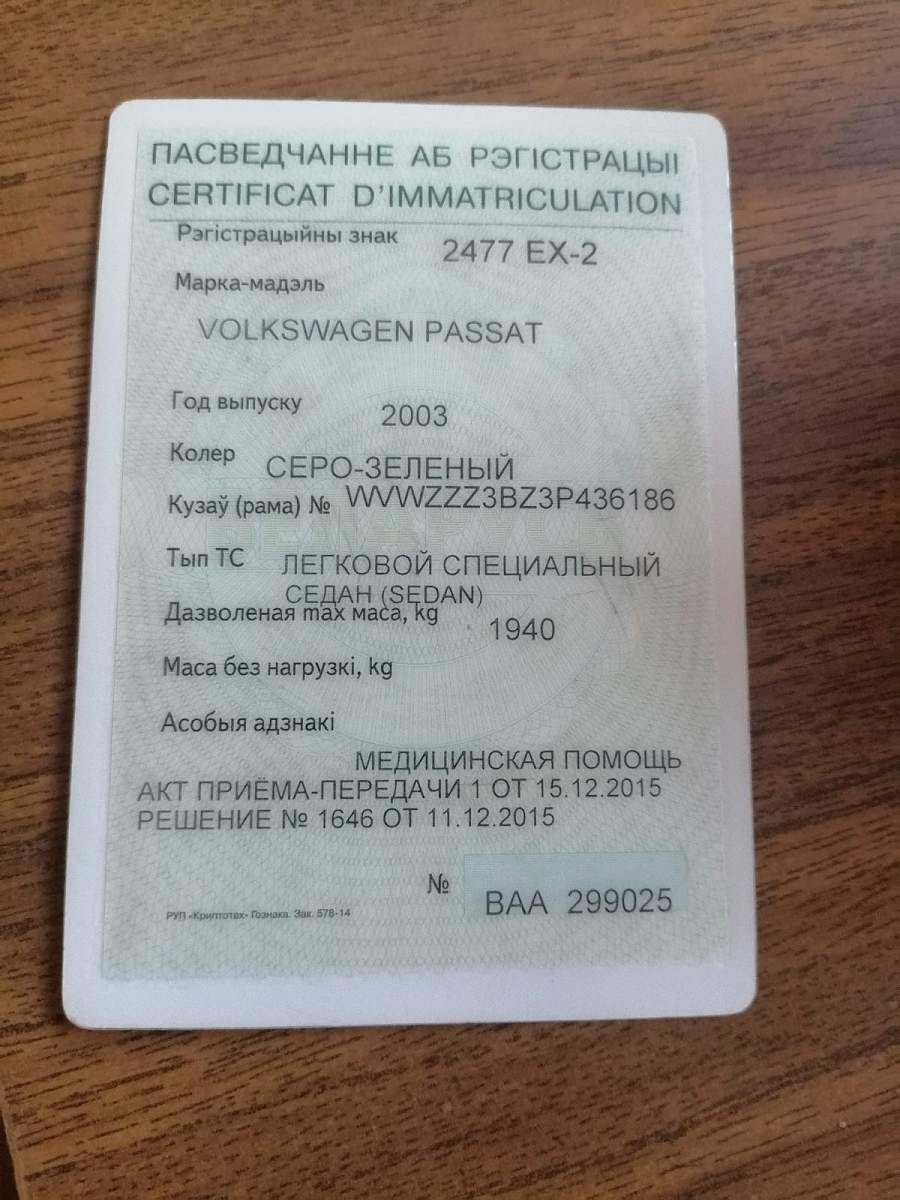 ПАСВЕДЧАННЕ АБ РЭГІСТРАЦЫІ
CERTIFICAT D'IMMATRICULATION
Рэгістрацыйны знак 2477 EX-2
Марка-мадэль
VOLKSWAGEN PASSAT
Год выпуску 2003
Колер СЕРО-ЗЕЛЕНЫЙ
Кузаў (рама) № WVWZZZ3BZ3P436186
Тып ТС ЛЕГКОВОЙ СПЕЦИАЛЬНЫЙ
СЕДАН (SEDAN)
Дазволеная max маса, kg 1940
Маса без нагрузкі, kg
Асобыя адзнакі
МЕДИЦИНСКАЯ ПОМОЩЬ
АКТ ПРИЁМА-ПЕРЕДАЧИ 1 ОТ 15.12.2015
РЕШЕНИЕ № 1646 ОТ 11.12.2015
№ BAA 299025
РУП «Криптотех» Гознака. Зак. 578-14